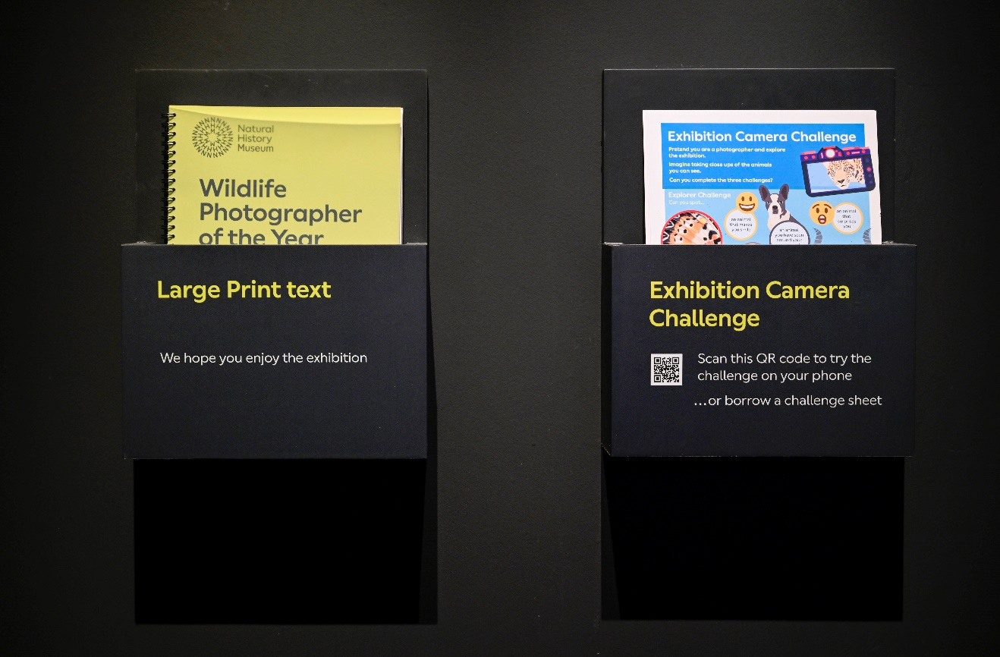 Natural
History
Museum
Wildlife
Photographer
of the Year
Large Print text
We hope you enjoy the exhibition
Exhibition Camera Challenge
Pretend you are a photographer and explore
the exhibition.
Imagine taking close ups of the animals
you can see.
Can you complete the three challenges?
Explorer Challenge
Can you spot...
an animal
that makes
you smile
an animal
you have seen
around your
an animal
that
surprises
you
Exhibition Camera
Challenge
Scan this QR code to try the
challenge on your phone
...or borrow a challenge sheet